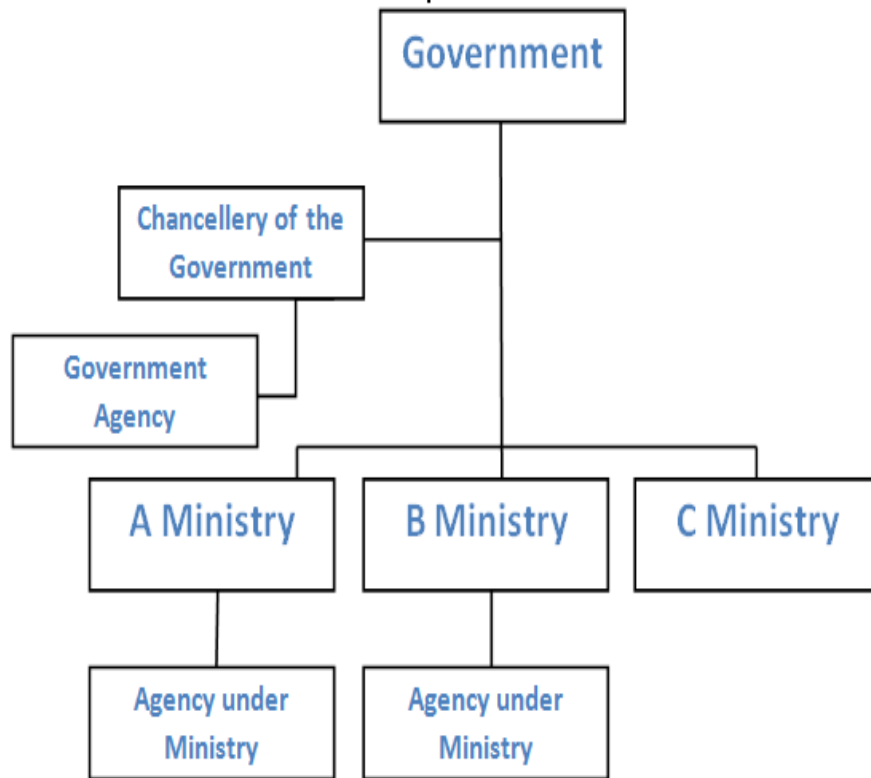 Government
Chancellery of the
Government
Government
Agency
A Ministry
B Ministry
C Ministry
Agency under
Ministry
Agency under
Ministry